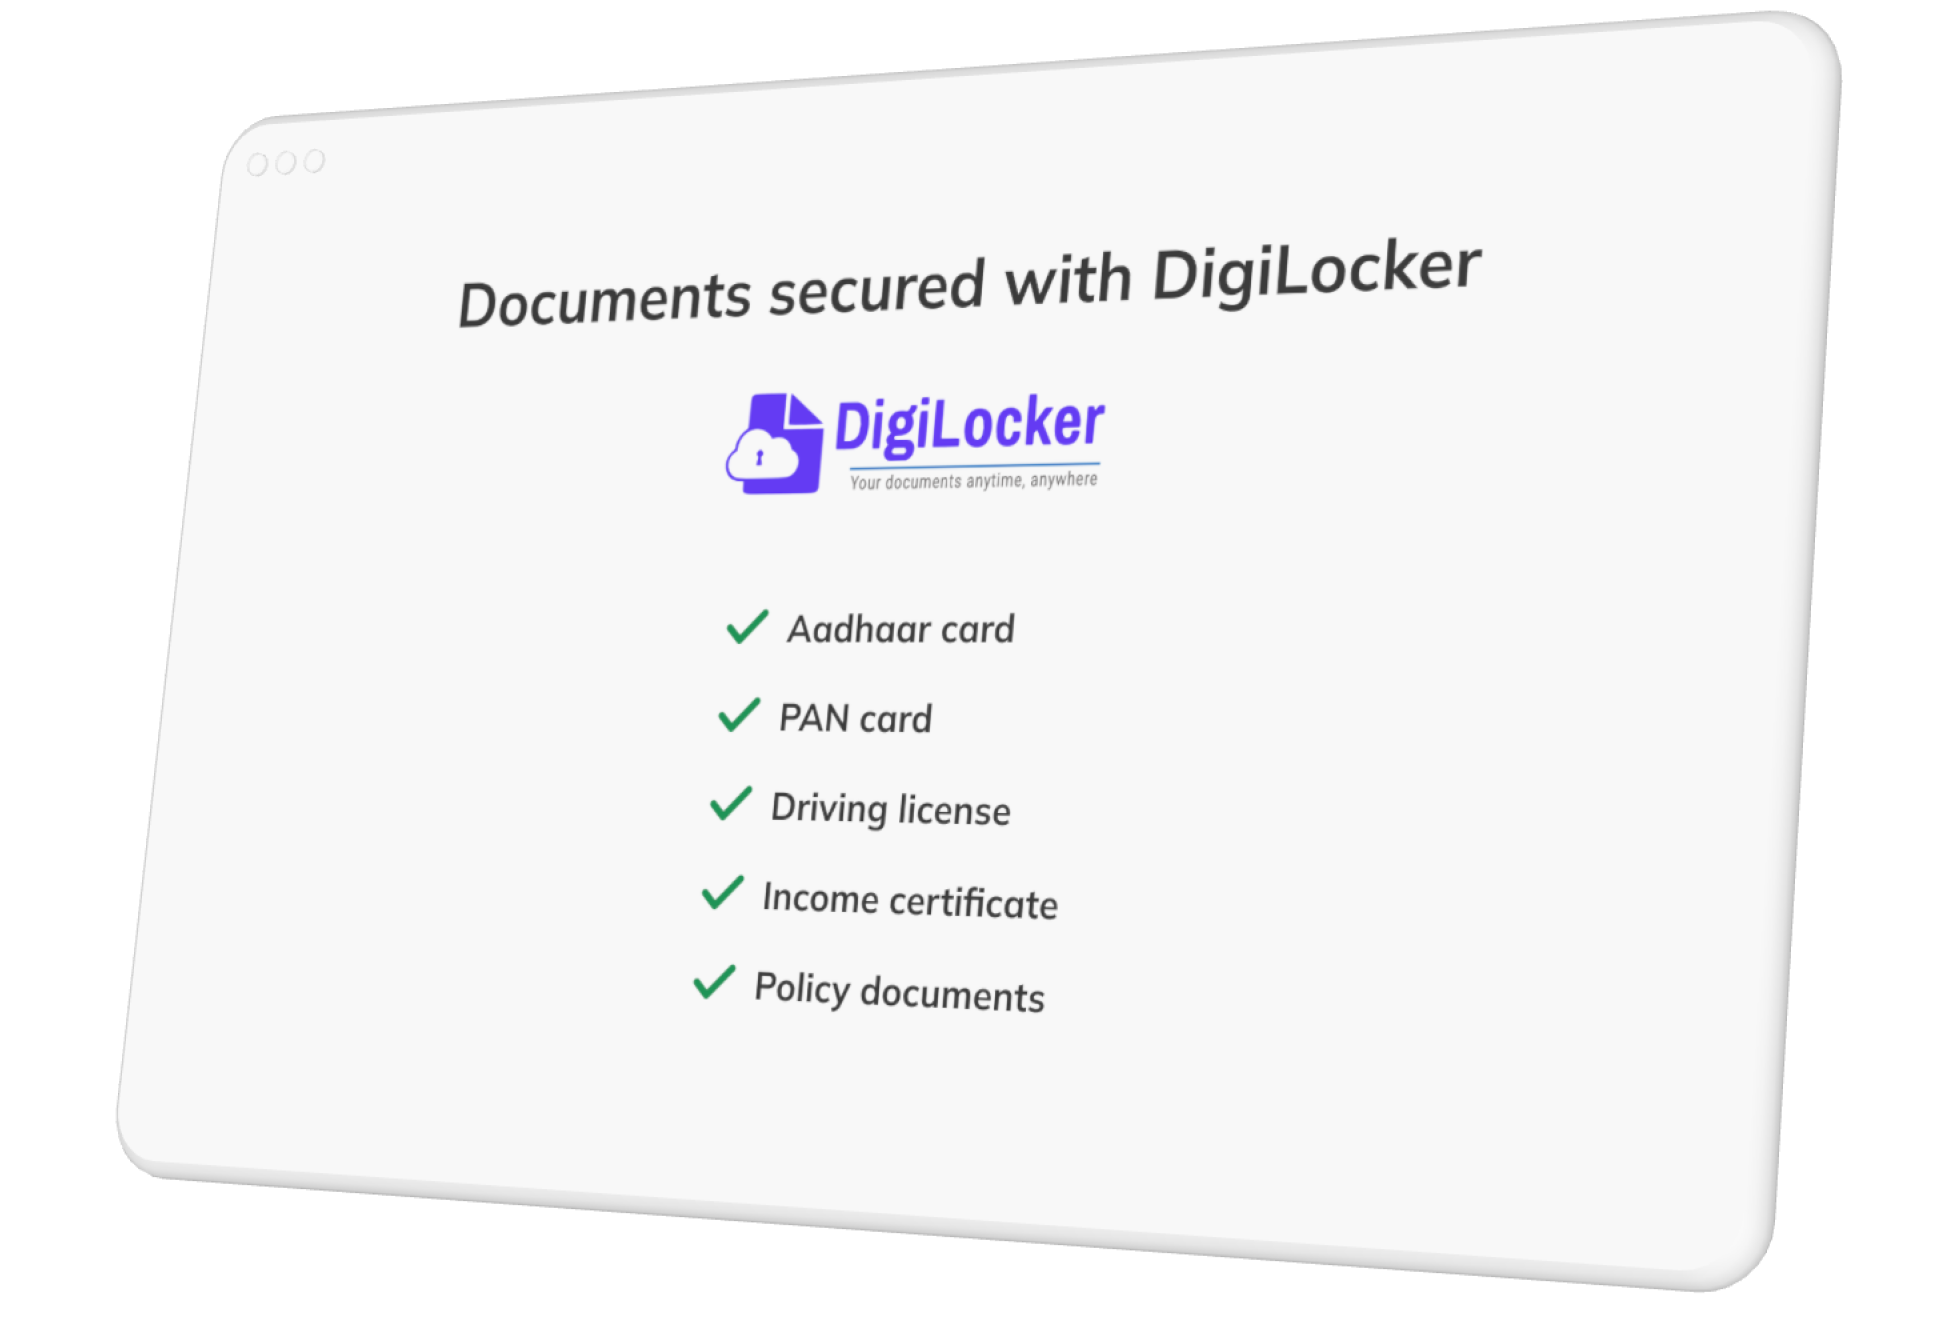 Documents secured with DigiLocker
DigiLocker
Your documents anytime, anywhere
Aadhaar card
PAN card
Driving license
Income certificate
Policy documents